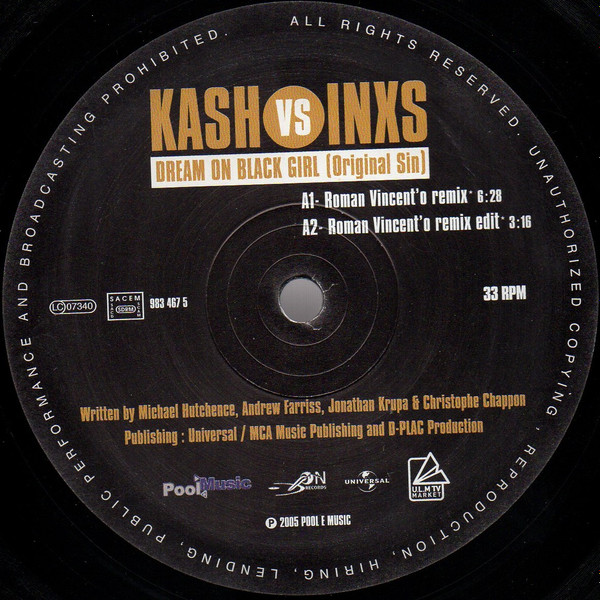 ALL RIGHTS RESERVED. UNAUTHORIZED COPYING, REPRODUCTION, HIRING, LENDING, PUBLIC PERFORMANCE AND BROADCASTING PROHIBITED.
KASH VS INXS
DREAM ON BLACK GIRL (Original Sin)
A1- Roman Vincent'o remix* 6:28
A2- Roman Vincent'o remix edit* 3:16
LC 07340
SACEM
SDRM
983 467 5
33 RPM
Written by Michael Hutchence, Andrew Farriss, Jonathan Krupa & Christophe Chappon
Publishing : Universal / MCA Music Publishing and D-PLAC Production
Pool Music
ON
RECORDS
UNIVERSAL
U.L.M TV
MARKET
℗ 2005 POOL E MUSIC